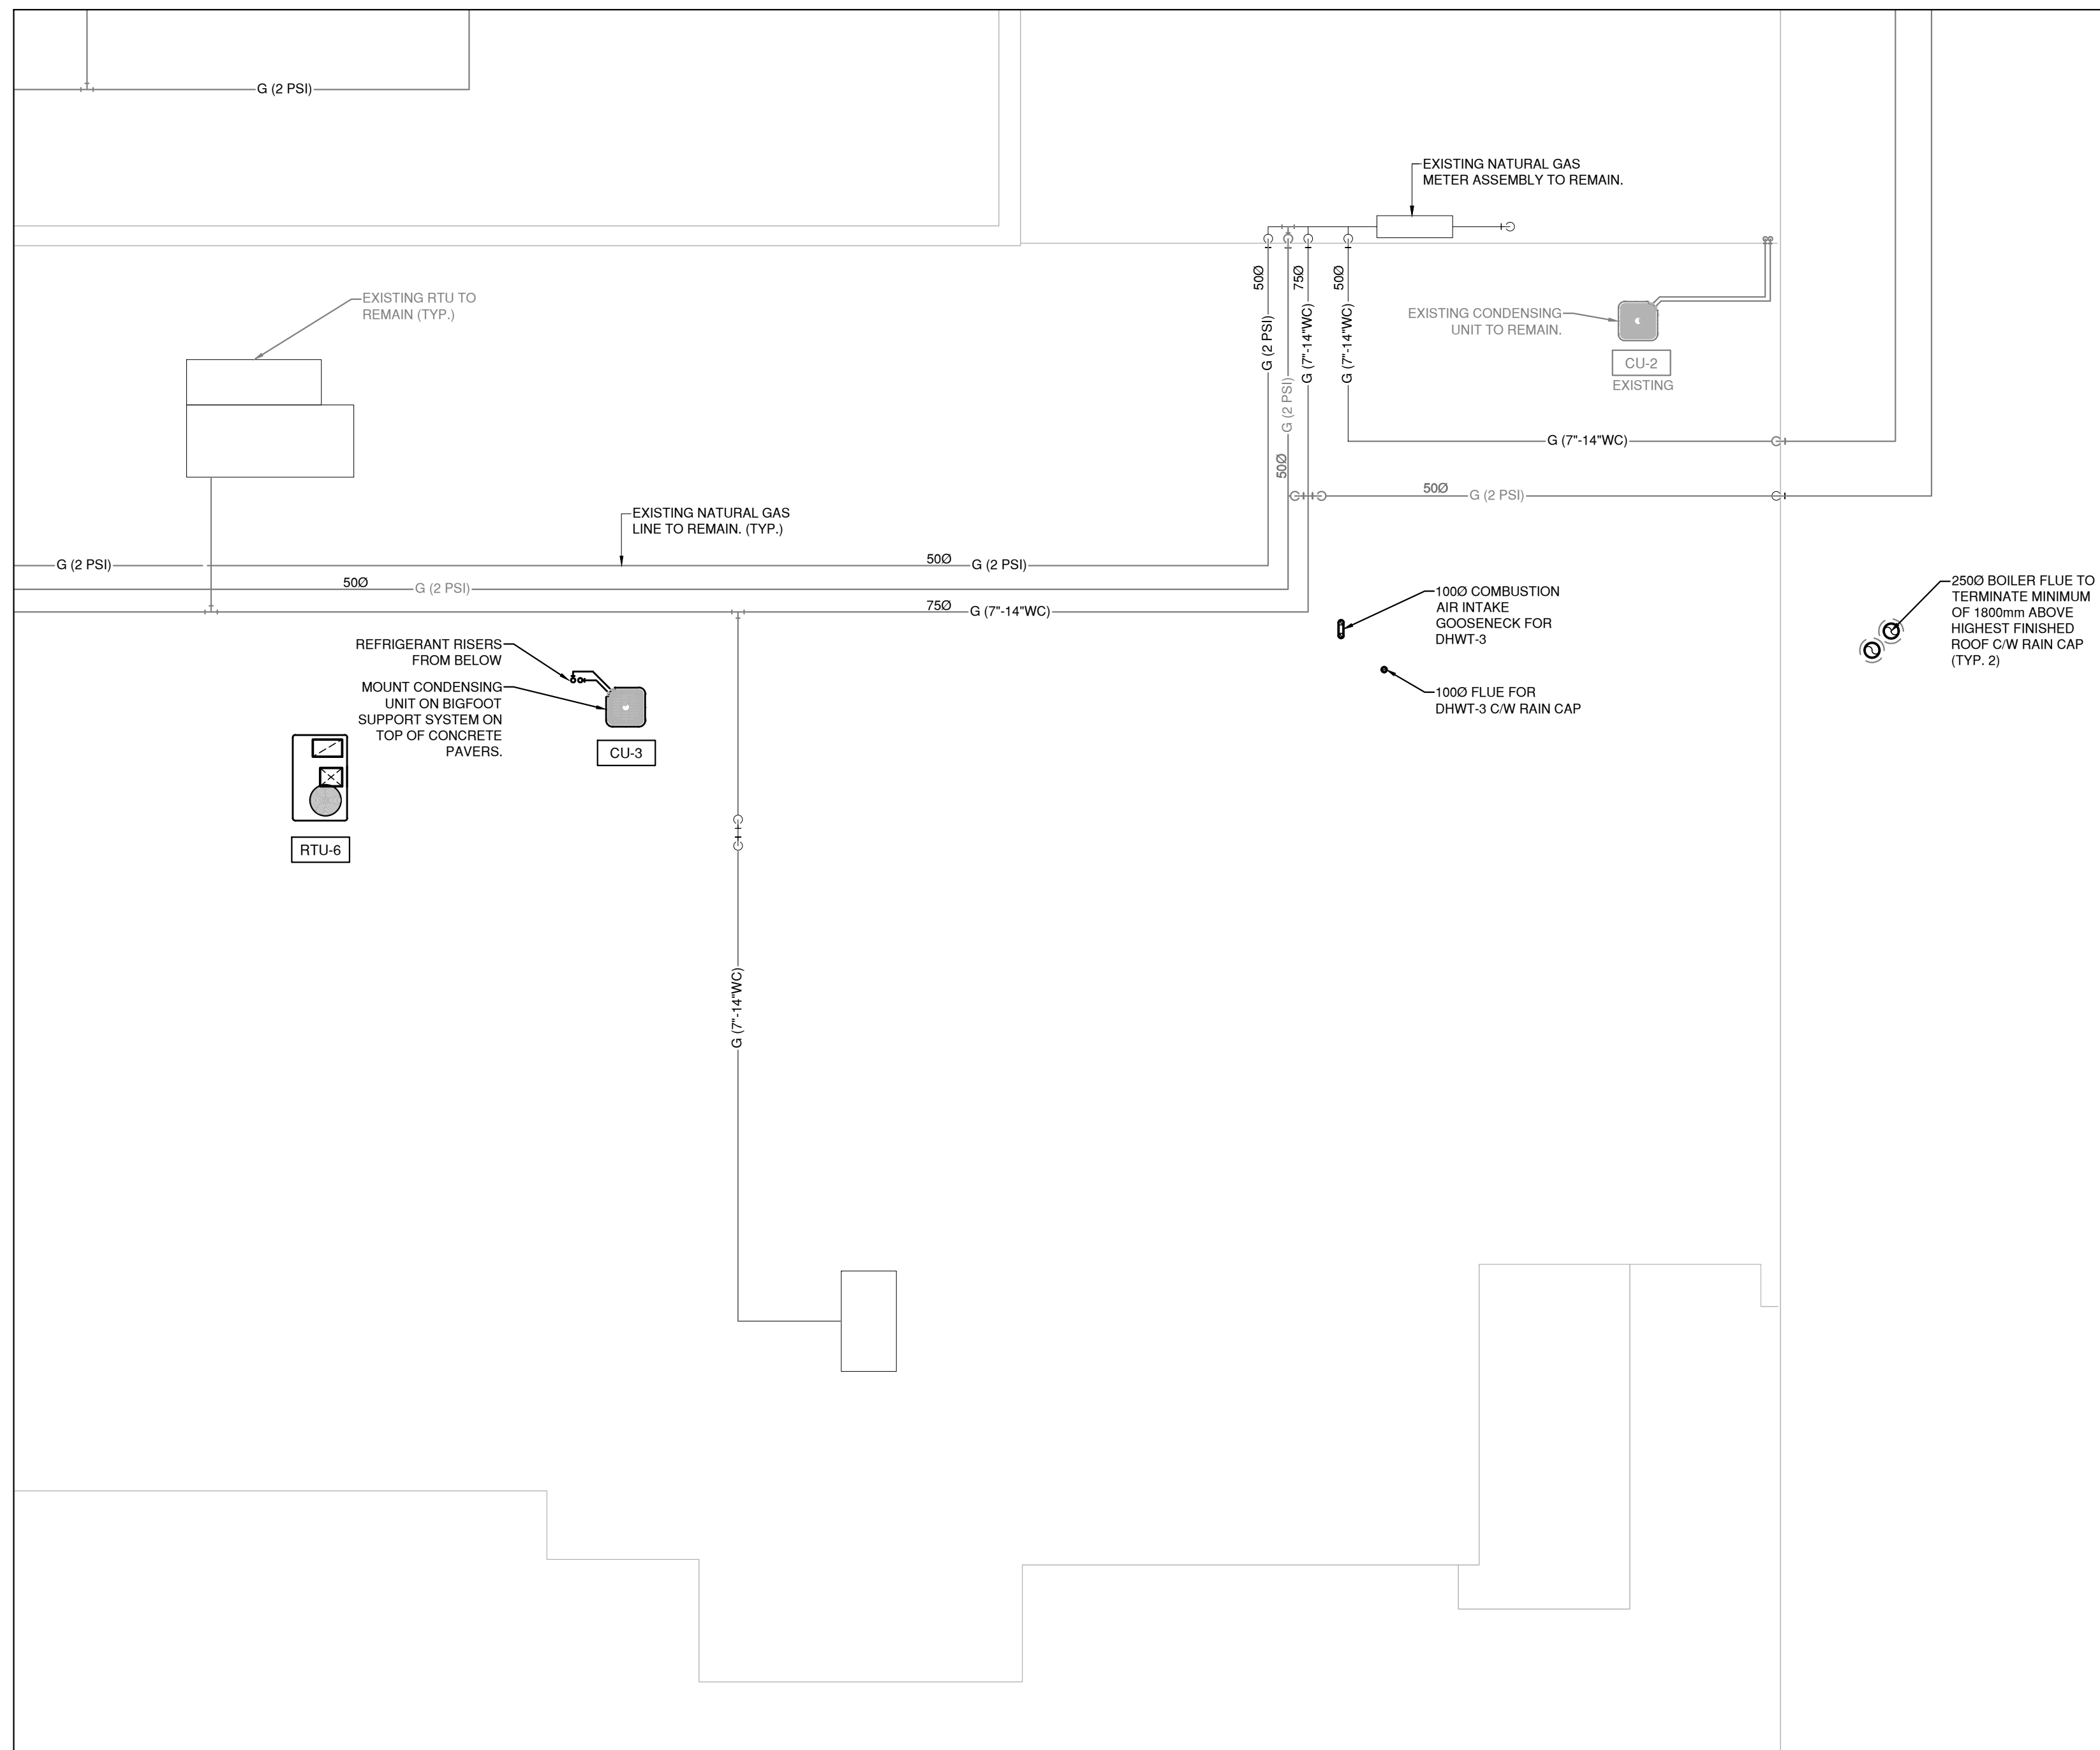 G (2 PSI)
EXISTING NATURAL GAS
METER ASSEMBLY TO REMAIN.
EXISTING RTU TO
REMAIN (TYP.)
50Ø
75Ø
50Ø
G (2 PSI)
G (7"-14"WC)
G (7"-14"WC)
G (2 PSI)
50Ø
EXISTING CONDENSING
UNIT TO REMAIN.
CU-2
EXISTING
G (7"-14"WC)
50Ø
G (2 PSI)
EXISTING NATURAL GAS
LINE TO REMAIN. (TYP.)
G (2 PSI)
50Ø
G (2 PSI)
50Ø
G (2 PSI)
75Ø
G (7"-14"WC)
100Ø COMBUSTION
AIR INTAKE
GOOSENECK FOR
DHWT-3
250Ø BOILER FLUE TO
TERMINATE MINIMUM
OF 1800mm ABOVE
HIGHEST FINISHED
ROOF C/W RAIN CAP
(TYP. 2)
REFRIGERANT RISERS
FROM BELOW
MOUNT CONDENSING
UNIT ON BIGFOOT
SUPPORT SYSTEM ON
TOP OF CONCRETE
PAVERS.
CU-3
100Ø FLUE FOR
DHWT-3 C/W RAIN CAP
RTU-6
G (7"-14"WC)